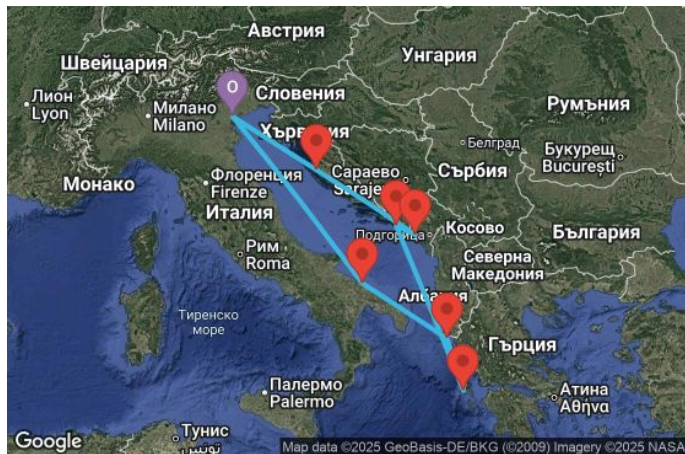 Австрия
Швейцария
Унгария
Лион
Lyon
Милано
Milano
О
Словения
Румъния
Хърватия
Белград
Букурещ
București
Монако
Флоренция
Firenze
Сараево
Sarajevo
Сърбия
Италия
Подгорица
Косово
България
Рим
Roma
Северна
Македония
Албания
Тиренско
море
Гърция
Палермо
Palermo
Атина
Αθήνα
Тунис
تونس
Google
Map data ©2025 GeoBasis-DE/BKG (©2009) Imagery ©2025 NASA